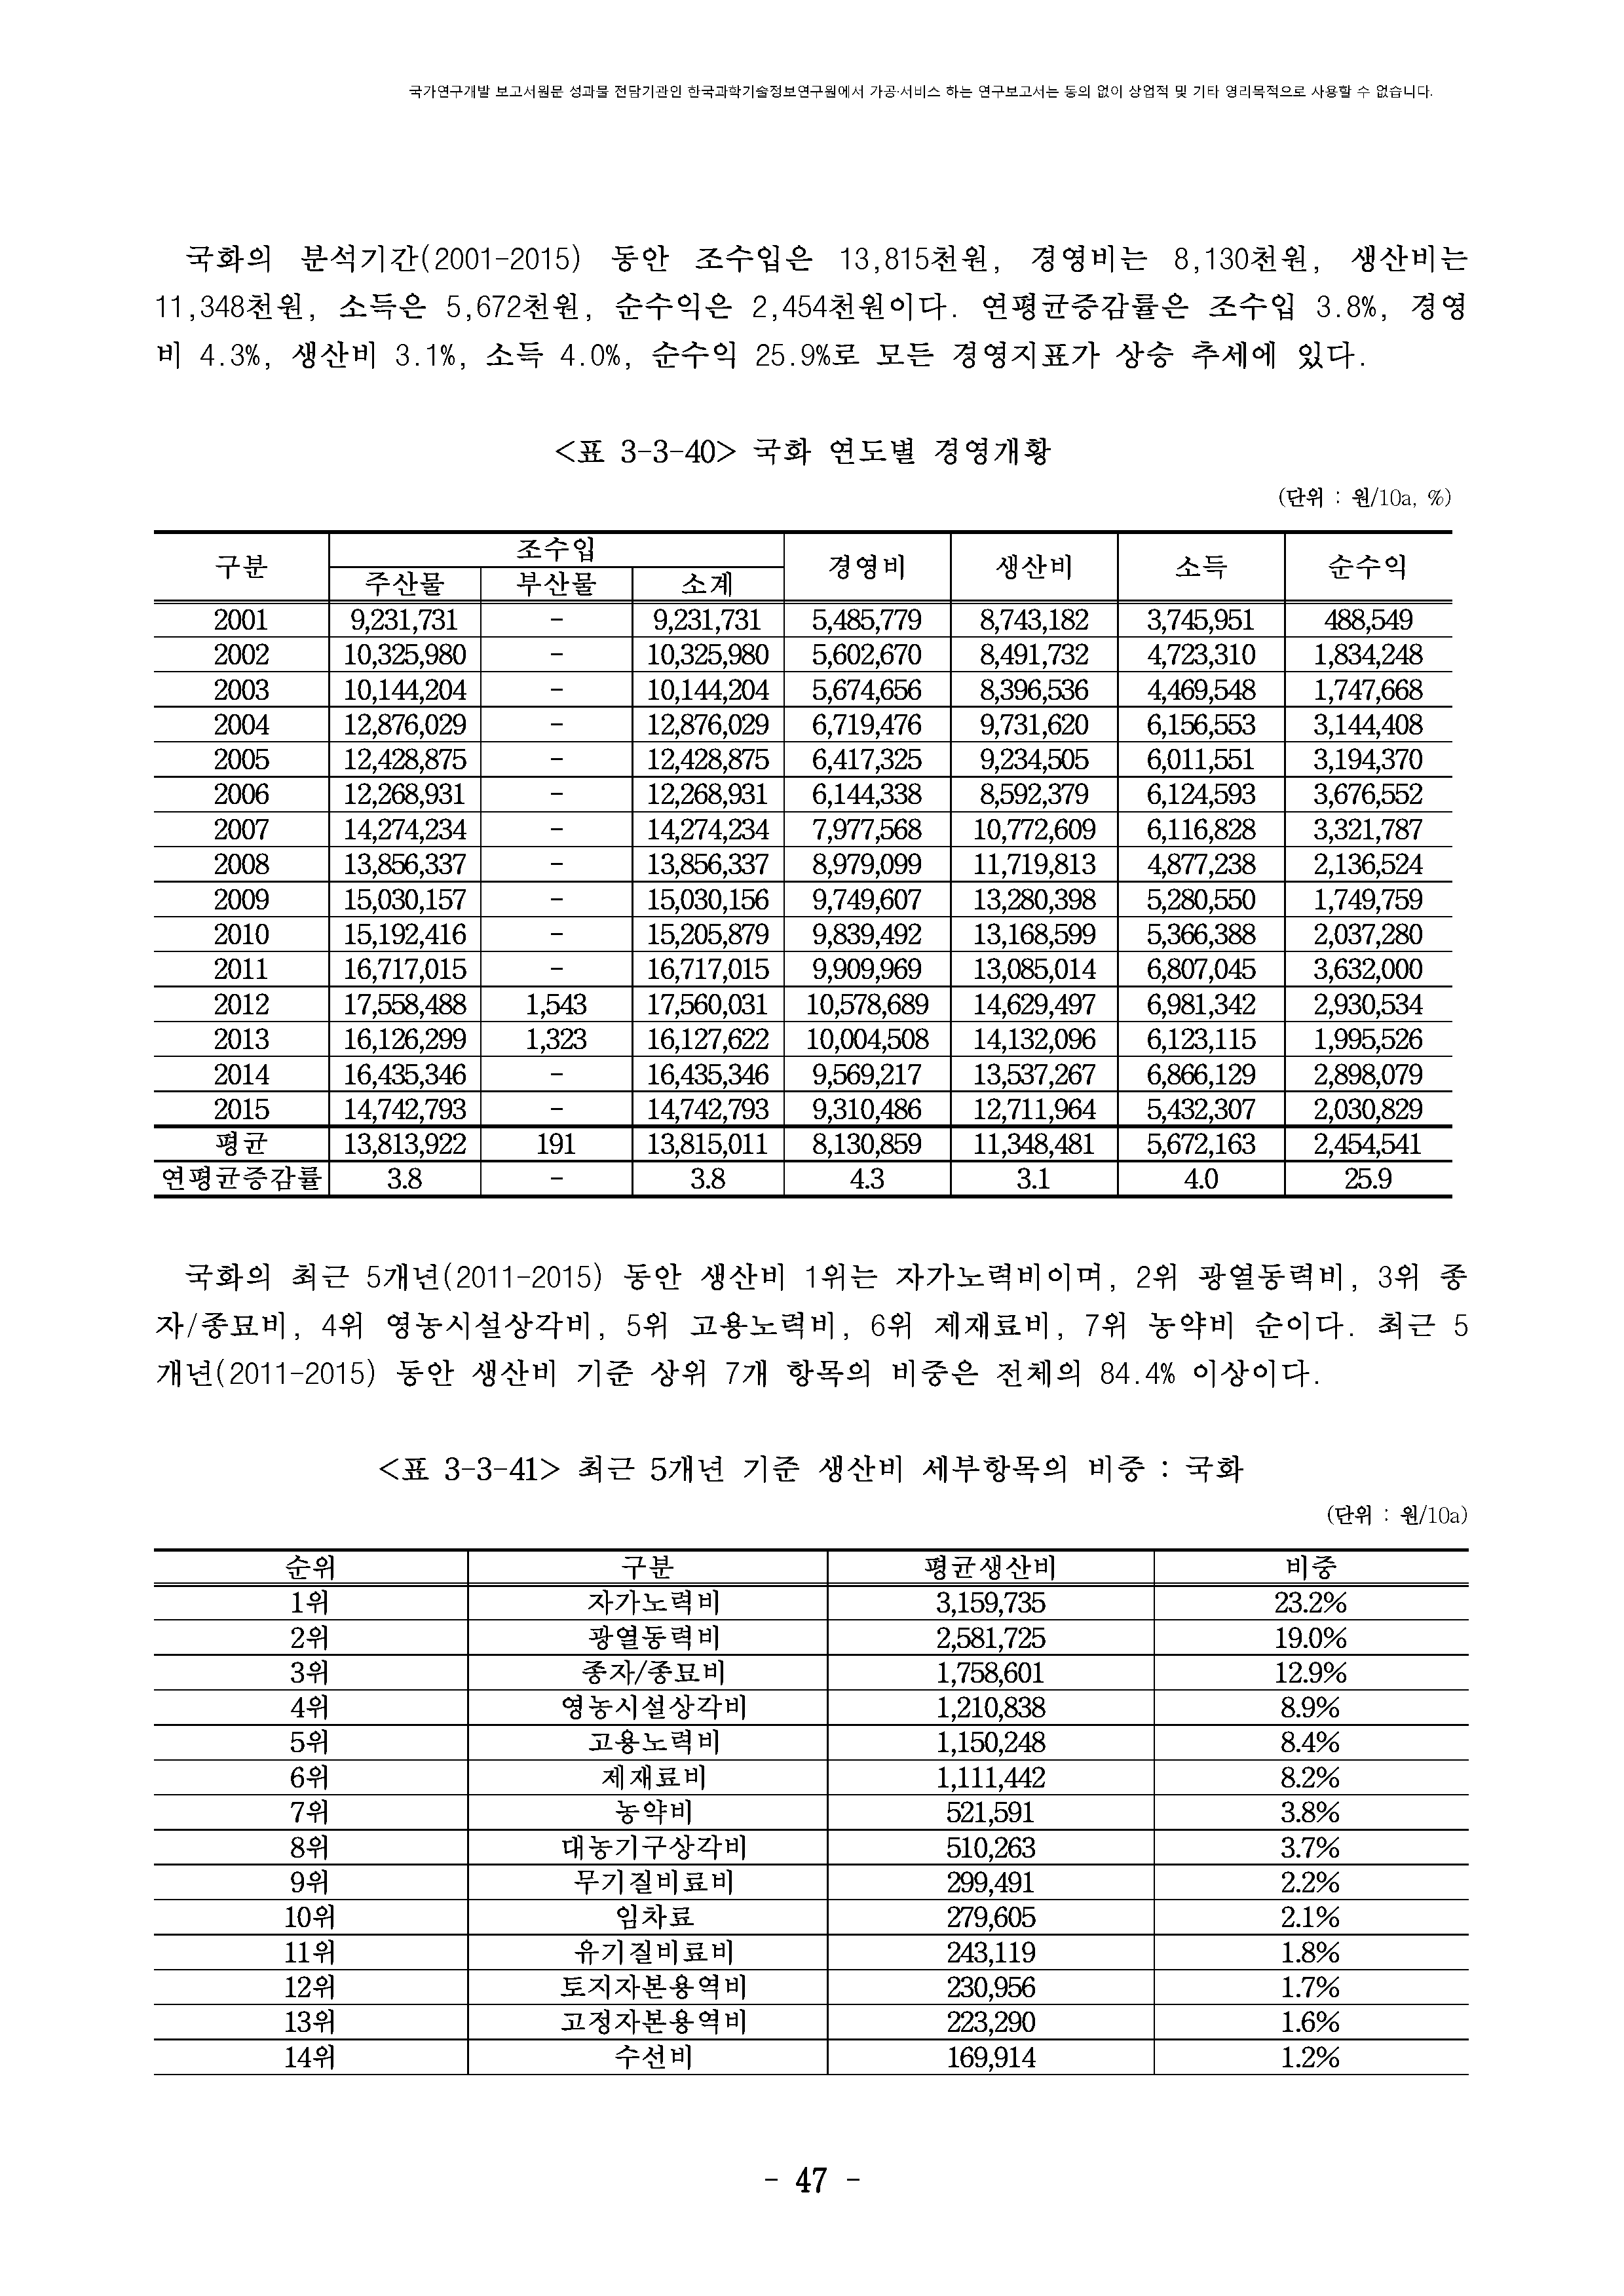 국가연구개발 보고서원문 성과물 전담기관인 한국과학기술정보연구원에서 가공·서비스 하는 연구보고서는 동의 없이 상업적 및 기타 영리목적으로 사용할 수 없습니다.
국화의 분석기간(2001-2015) 동안 조수입은 13,815천원, 경영비는 8,130천원, 생산비는
11,348천원, 소득은 5,672천원, 순수익은 2,454천원이다. 연평균증감률은 조수입 3.8%, 경영
비 4.3%, 생산비 3.1%, 소득 4.0%, 순수익 25.9%로 모든 경영지표가 상승 추세에 있다.
<표 3-3-40> 국화 연도별 경영개황
(단위 : 원/10a, %)
구분 조수입 경영비 생산비 소득 순수익
주산물 부산물 소계
2001 9,231,731 - 9,231,731 5,485,779 8,743,182 3,745,951 488,549
2002 10,325,980 - 10,325,980 5,602,670 8,491,732 4,723,310 1,834,248
2003 10,144,204 - 10,144,204 5,674,656 8,396,536 4,469,548 1,747,668
2004 12,876,029 - 12,876,029 6,719,476 9,731,620 6,156,553 3,144,408
2005 12,428,875 - 12,428,875 6,417,325 9,234,505 6,011,551 3,194,370
2006 12,268,931 - 12,268,931 6,144,338 8,592,379 6,124,593 3,676,552
2007 14,274,234 - 14,274,234 7,977,568 10,772,609 6,116,828 3,321,787
2008 13,856,337 - 13,856,337 8,979,099 11,719,813 4,877,238 2,136,524
2009 15,030,157 - 15,030,156 9,749,607 13,280,398 5,280,550 1,749,759
2010 15,192,416 - 15,205,879 9,839,492 13,168,599 5,366,388 2,037,280
2011 16,717,015 - 16,717,015 9,909,969 13,085,014 6,807,045 3,632,000
2012 17,558,488 1,543 17,560,031 10,578,689 14,629,497 6,981,342 2,930,534
2013 16,126,299 1,323 16,127,622 10,004,508 14,132,096 6,123,115 1,995,526
2014 16,435,346 - 16,435,346 9,569,217 13,537,267 6,866,129 2,898,079
2015 14,742,793 - 14,742,793 9,310,486 12,711,964 5,432,307 2,030,829
평균 13,813,922 191 13,815,011 8,130,859 11,348,481 5,672,163 2,454,541
연평균증감률 3.8 - 3.8 4.3 3.1 4.0 25.9
국화의 최근 5개년(2011-2015) 동안 생산비 1위는 자가노력비이며, 2위 광열동력비, 3위 종
자/종묘비, 4위 영농시설상각비, 5위 고용노력비, 6위 제재료비, 7위 농약비 순이다. 최근 5
개년(2011-2015) 동안 생산비 기준 상위 7개 항목의 비중은 전체의 84.4% 이상이다.
<표 3-3-41> 최근 5개년 기준 생산비 세부항목의 비중 : 국화
(단위 : 원/10a)
순위 구분 평균생산비 비중
1위 자가노력비 3,159,735 23.2%
2위 광열동력비 2,581,725 19.0%
3위 종자/종묘비 1,758,601 12.9%
4위 영농시설상각비 1,210,838 8.9%
5위 고용노력비 1,150,248 8.4%
6위 제재료비 1,111,442 8.2%
7위 농약비 521,591 3.8%
8위 대농기구상각비 510,263 3.7%
9위 무기질비료비 299,491 2.2%
10위 임차료 279,605 2.1%
11위 유기질비료비 243,119 1.8%
12위 토지자본용역비 230,956 1.7%
13위 고정자본용역비 223,290 1.6%
14위 수선비 169,914 1.2%
- 47 -